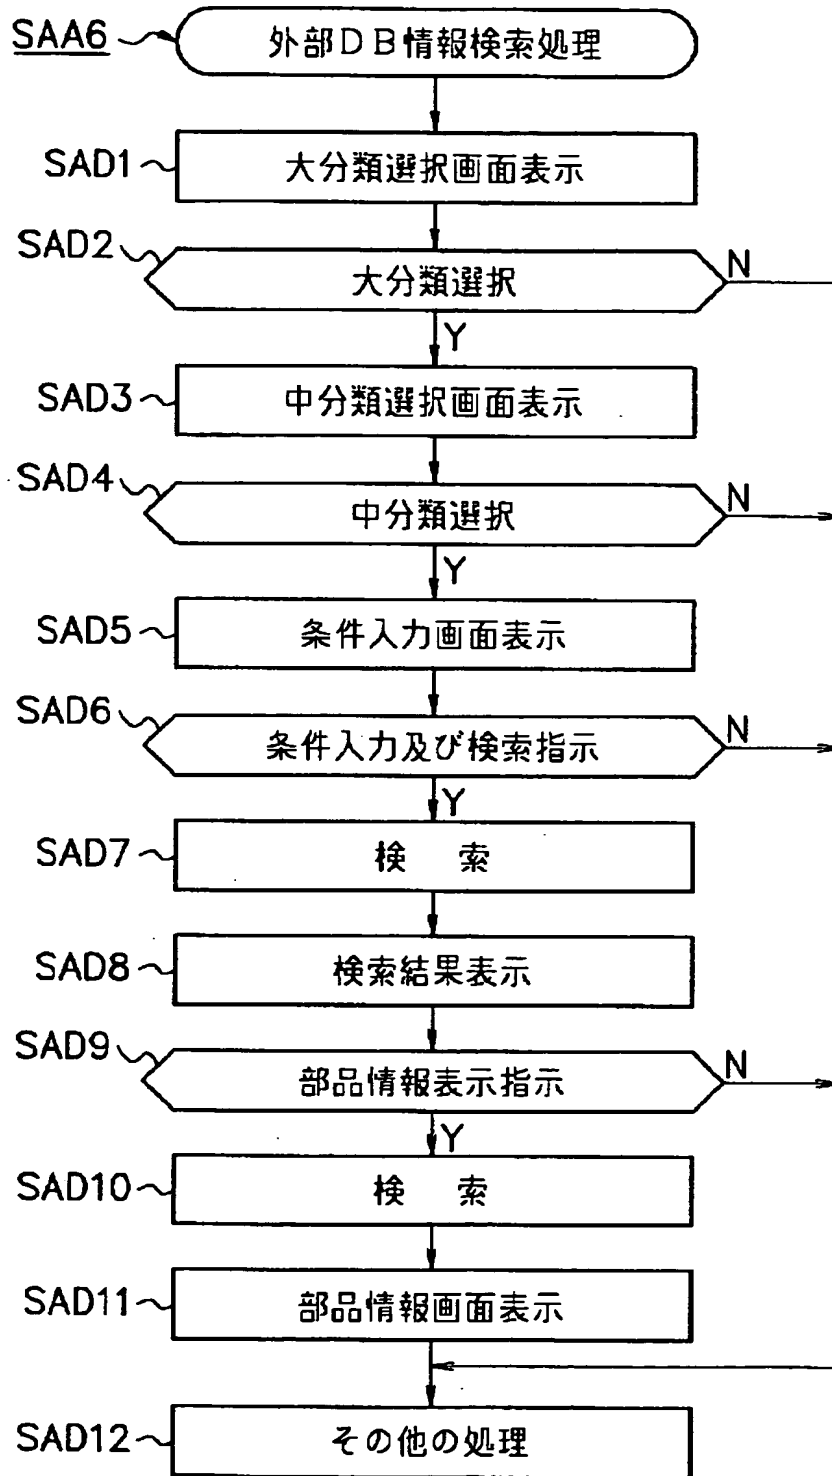 SAA6 外部DB情報検索処理
SAD1 大分類選択画面表示
SAD2 大分類選択 N
Y
SAD3 中分類選択画面表示
SAD4 中分類選択 N
Y
SAD5 条件入力画面表示
SAD6 条件入力及び検索指示 N
Y
SAD7 検 索
SAD8 検索結果表示
SAD9 部品情報表示指示 N
Y
SAD10 検 索
SAD11 部品情報画面表示
SAD12 その他の処理